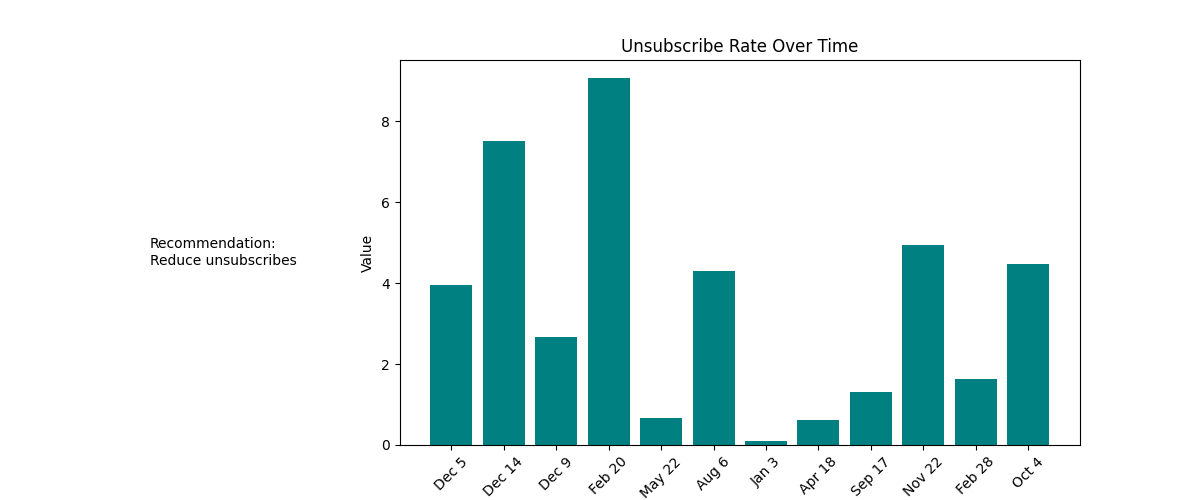 Unsubscribe Rate Over Time
Recommendation:
Reduce unsubscribes
Value
8
6
4
2
0
Dec 5
Dec 14
Dec 9
Feb 20
May 22
Aug 6
Jan 3
Apr 18
Sep 17
Nov 22
Feb 28
Oct 4